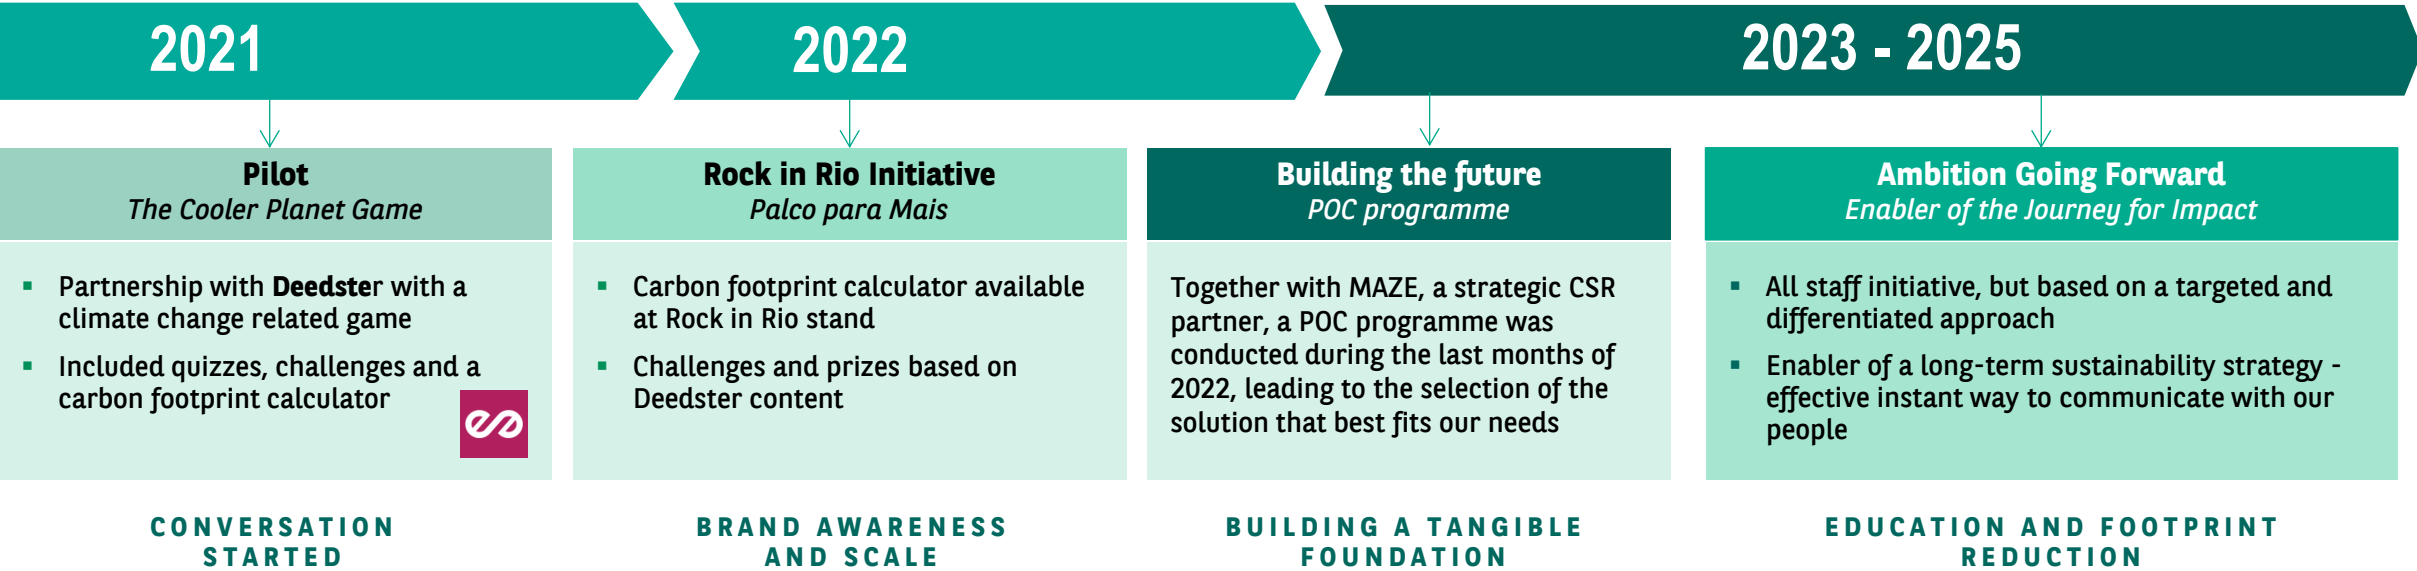 2021
2022
2023 - 2025
Pilot
The Cooler Planet Game
▪ Partnership with Deedster with a
climate change related game
▪ Included quizzes, challenges and a
carbon footprint calculator
CONVERSATION
STARTED
Rock in Rio Initiative
Palco para Mais
▪ Carbon footprint calculator available
at Rock in Rio stand
▪ Challenges and prizes based on
Deedster content
BRAND AWARENESS
AND SCALE
Building the future
POC programme
Together with MAZE, a strategic CSR
partner, a POC programme was
conducted during the last months of
2022, leading to the selection of the
solution that best fits our needs
BUILDING A TANGIBLE
FOUNDATION
Ambition Going Forward
Enabler of the Journey for Impact
▪ All staff initiative, but based on a targeted and
differentiated approach
▪ Enabler of a long-term sustainability strategy -
effective instant way to communicate with our
people
EDUCATION AND FOOTPRINT
REDUCTION